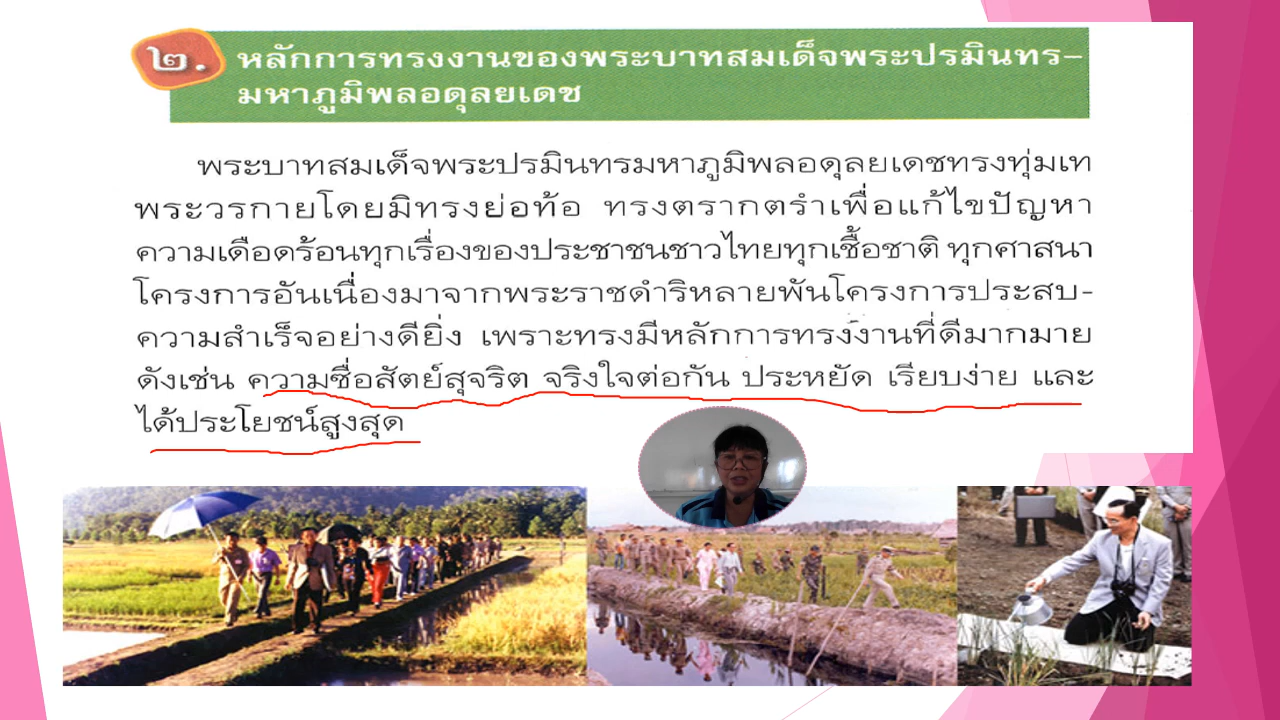 ๒. หลักการทรงงานของพระบาทสมเด็จพระปรมินทร-
มหาภูมิพลอดุลยเดช
พระบาทสมเด็จพระปรมินทรมหาภูมิพลอดุลยเดชทรงทุ่มเท
พระวรกายโดยมิทรงย่อท้อ ทรงตรากตรำเพื่อแก้ไขปัญหา
ความเดือดร้อนทุกเรื่องของประชาชนชาวไทยทุกเชื้อชาติ ทุกศาสนา
โครงการอันเนื่องมาจากพระราชดำริหลายพันโครงการประสบ-
ความสำเร็จอย่างดียิ่ง เพราะทรงมีหลักการทรงงานที่ดีมากมาย
ดังเช่น ความซื่อสัตย์สุจริต จริงใจต่อกัน ประหยัด เรียบง่าย และ
ได้ประโยชน์สูงสุด